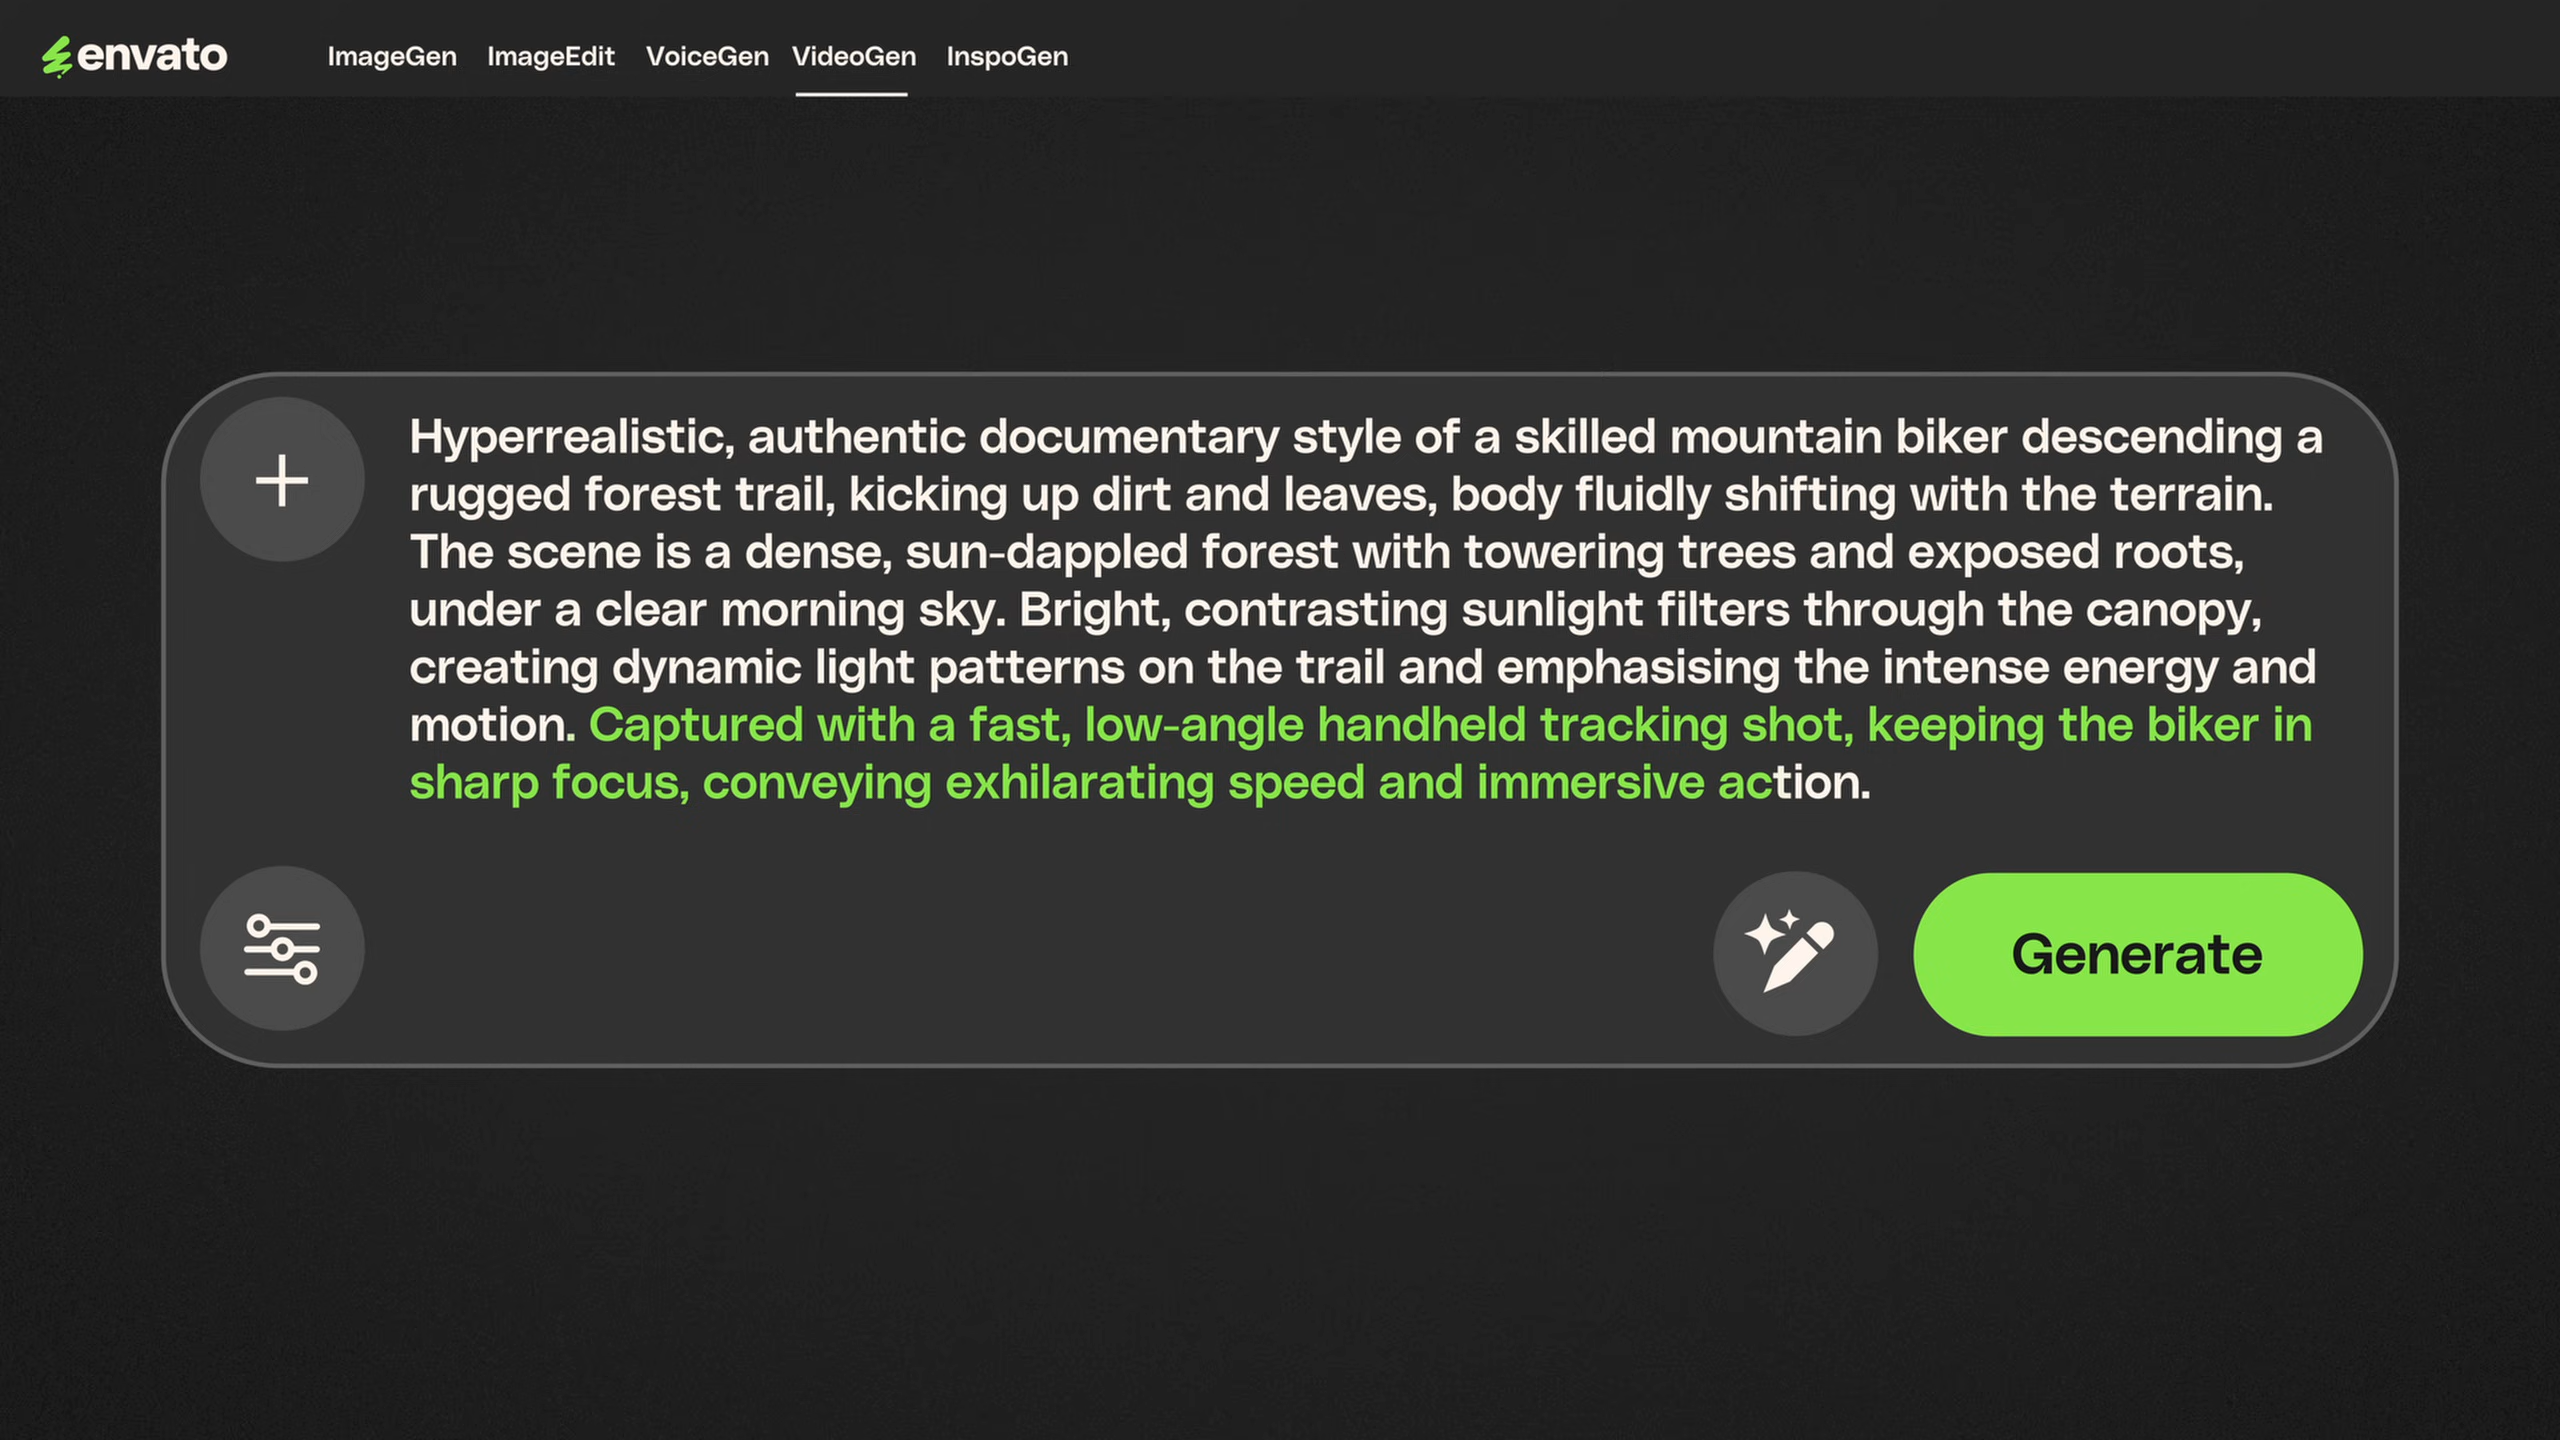 envato
ImageGen ImageEdit VoiceGen VideoGen InspoGen
Hyperrealistic, authentic documentary style of a skilled mountain biker descending a
rugged forest trail, kicking up dirt and leaves, body fluidly shifting with the terrain.
The scene is a dense, sun-dappled forest with towering trees and exposed roots,
under a clear morning sky. Bright, contrasting sunlight filters through the canopy,
creating dynamic light patterns on the trail and emphasising the intense energy and
motion. Captured with a fast, low-angle handheld tracking shot, keeping the biker in
sharp focus, conveying exhilarating speed and immersive action.
Generate